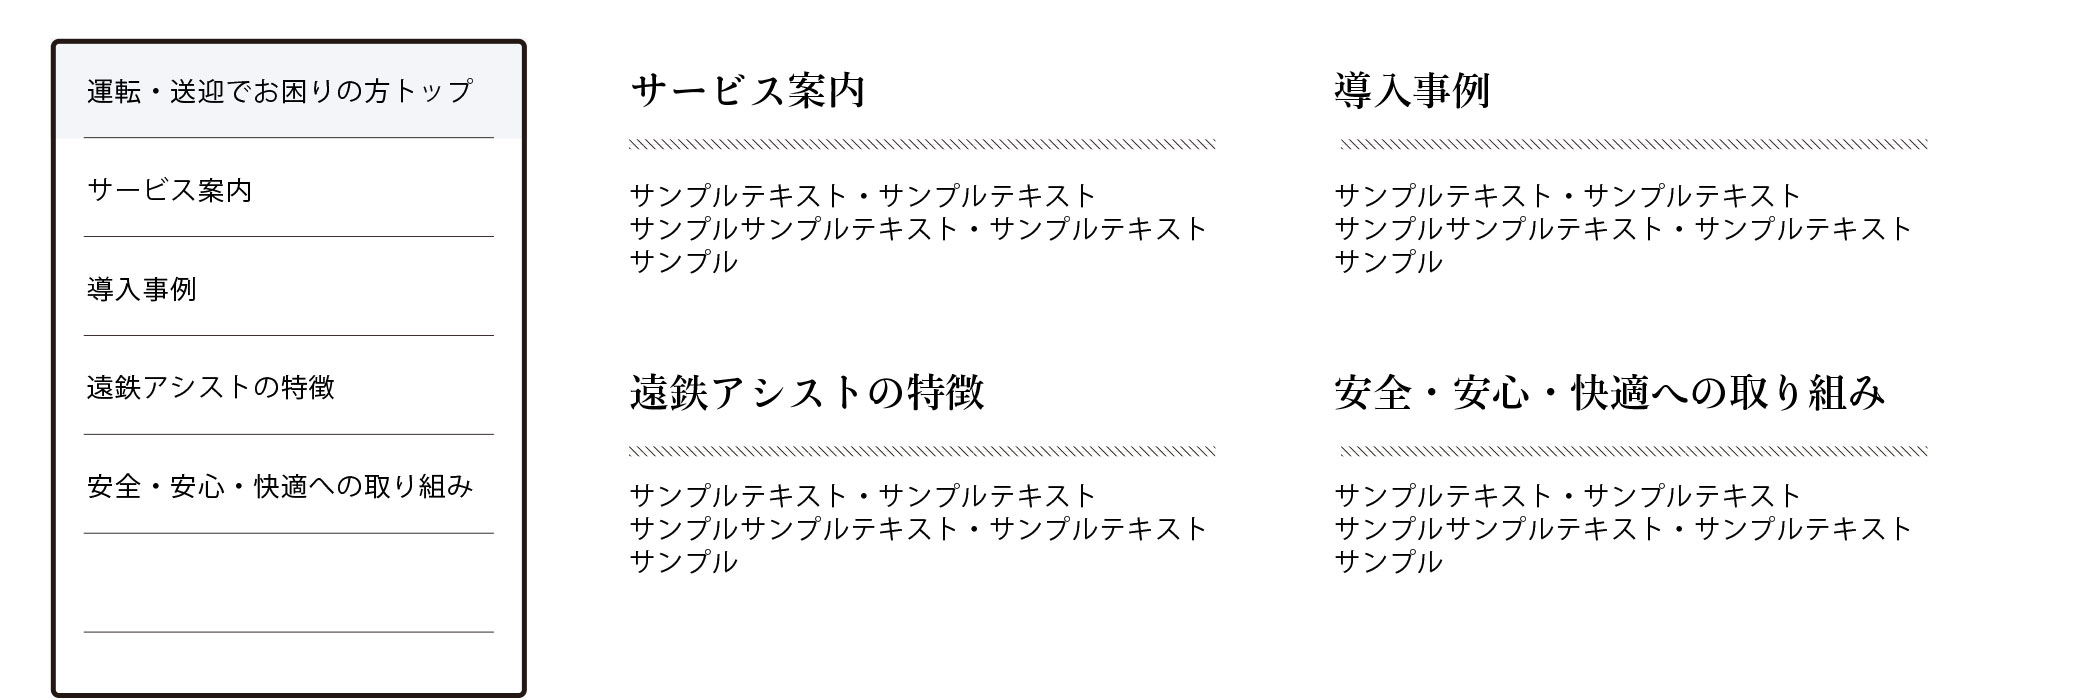 運転・送迎でお困りの方トップ
サービス案内
導入事例
遠鉄アシストの特徴
安全・安心・快適への取り組み
サービス案内
サンプルテキスト・サンプルテキスト
サンプルサンプルテキスト・サンプルテキスト
サンプル
導入事例
サンプルテキスト・サンプルテキスト
サンプルサンプルテキスト・サンプルテキスト
サンプル
遠鉄アシストの特徴
サンプルテキスト・サンプルテキスト
サンプルサンプルテキスト・サンプルテキスト
サンプル
安全・安心・快適への取り組み
サンプルテキスト・サンプルテキスト
サンプルサンプルテキスト・サンプルテキスト
サンプル